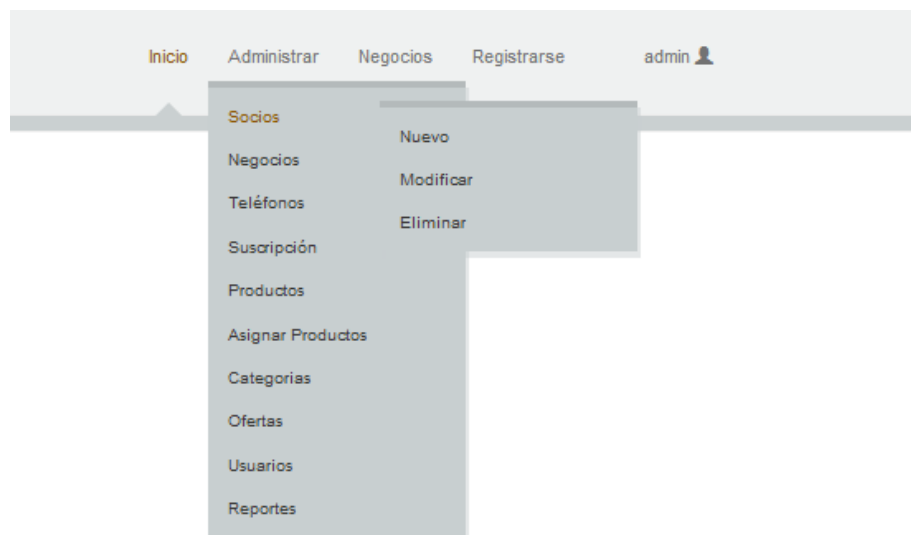 Inicio Administrar Negocios Registrarse admin
Socios
Negocios
Teléfonos
Suscripción
Productos
Asignar Productos
Categorias
Ofertas
Usuarios
Reportes
Nuevo
Modificar
Eliminar